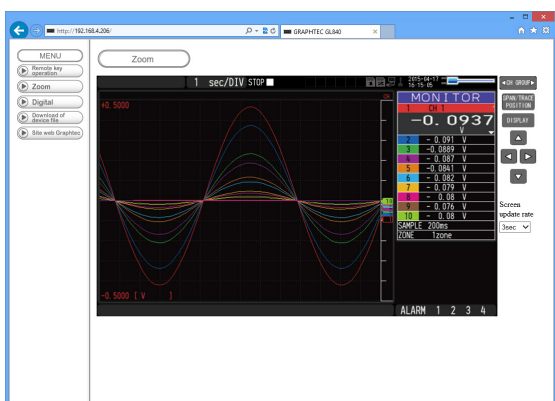 http://192.168.4.206/
GRAPHTEC GL840
MENU
Remote key operation
Zoom
Digital
Download of device file
Site web Graphtec
Zoom
1 sec/DIV STOP
2015-04-17
16:15:05
+0.5000
-0.5000 [ V ]
MONITOR
1 CH 1
-0.0937
V
2 - 0.091 V
3 -0.0889 V
4 - 0.087 V
5 -0.0841 V
6 - 0.082 V
7 - 0.079 V
8 - 0.08 V
9 - 0.076 V
10 - 0.08 V
SAMPLE 200ms
ZONE 1zone
ALARM 1 2 3 4
◄CH GROUP►
SPAN/TRACE
POSITION
DISPLAY
Screen
update rate
3sec